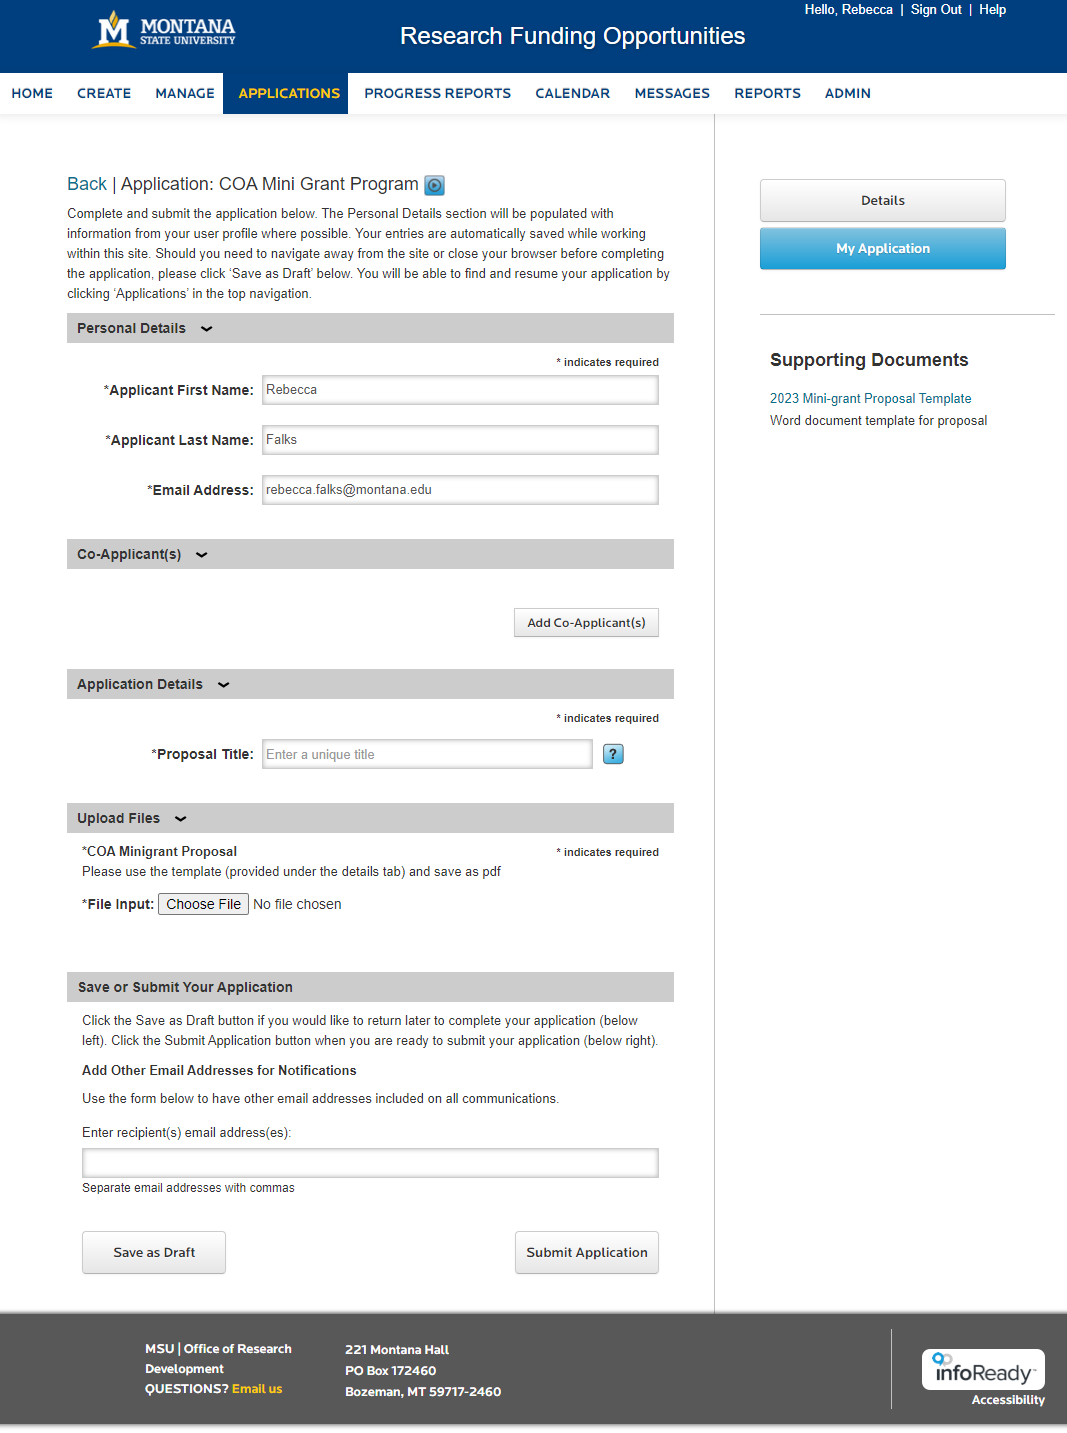 Hello, Rebecca | Sign Out | Help
M MONTANA
STATE UNIVERSITY
Research Funding Opportunities
HOME CREATE MANAGE APPLICATIONS PROGRESS REPORTS CALENDAR MESSAGES REPORTS ADMIN
Back | Application: COA Mini Grant Program
Complete and submit the application below. The Personal Details section will be populated with
information from your user profile where possible. Your entries are automatically saved while working
within this site. Should you need to navigate away from the site or close your browser before completing
the application, please click ‘Save as Draft’ below. You will be able to find and resume your application by
clicking ‘Applications’ in the top navigation.
Personal Details
* indicates required
*Applicant First Name: Rebecca
*Applicant Last Name: Falks
*Email Address: rebecca.falks@montana.edu
Co-Applicant(s)
Add Co-Applicant(s)
Application Details
* indicates required
*Proposal Title: Enter a unique title ?
Upload Files
*COA Minigrant Proposal * indicates required
Please use the template (provided under the details tab) and save as pdf
*File Input: Choose File No file chosen
Save or Submit Your Application
Click the Save as Draft button if you would like to return later to complete your application (below
left). Click the Submit Application button when you are ready to submit your application (below right).
Add Other Email Addresses for Notifications
Use the form below to have other email addresses included on all communications.
Enter recipient(s) email address(es):
Separate email addresses with commas
Save as Draft Submit Application
Details
My Application
Supporting Documents
2023 Mini-grant Proposal Template
Word document template for proposal
MSU | Office of Research
Development
QUESTIONS? Email us
221 Montana Hall
PO Box 172460
Bozeman, MT 59717-2460
infoReady™
Accessibility